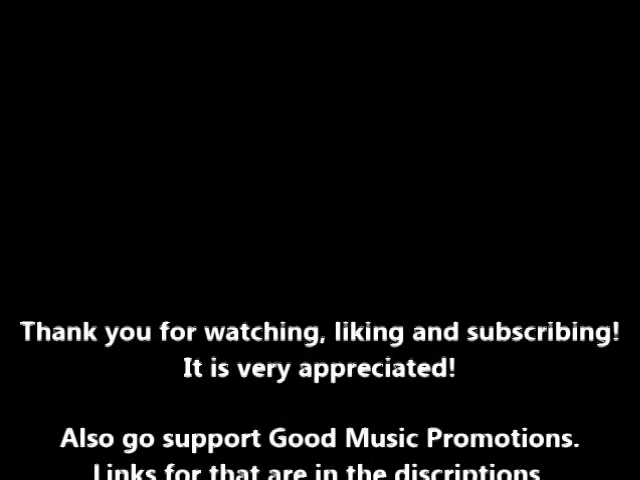 Thank you for watching, liking and subscribing!
It is very appreciated!
Also go support Good Music Promotions.
Links for that are in the discriptions